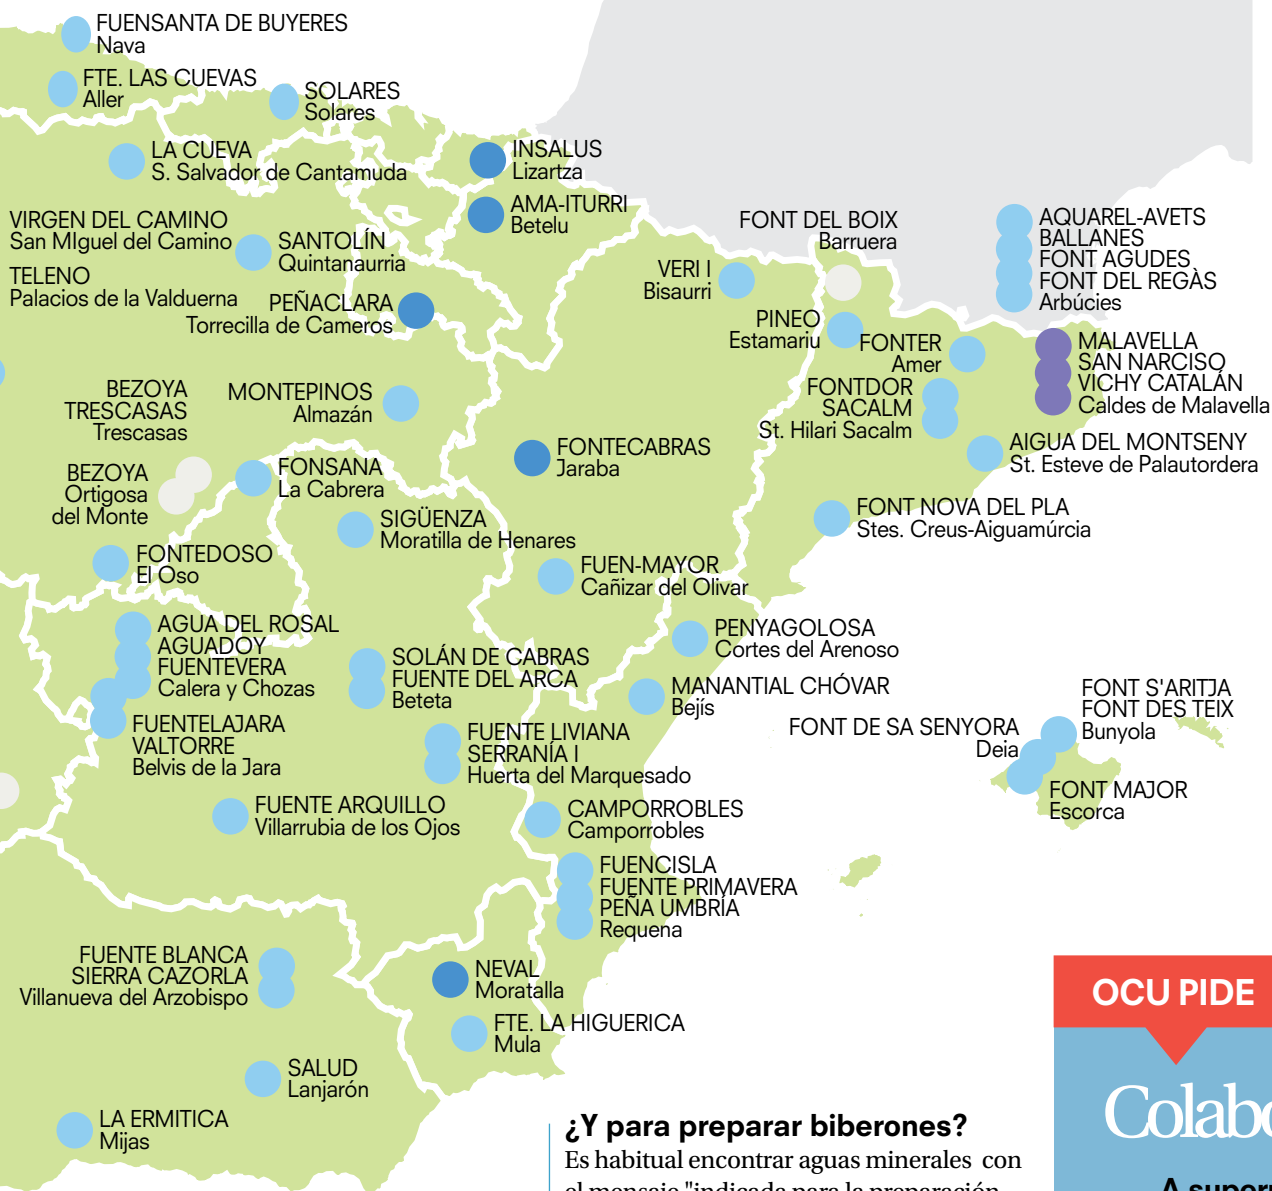 FUENSANTA DE BUYERES
Nava
FTE. LAS CUEVAS
Aller
SOLARES
Solares
LA CUEVA
S. Salvador de Cantamuda
INSALUS
Lizartza
AMA-ITURRI
Betelu
VIRGEN DEL CAMINO
San MIguel del Camino
TELENO
Palacios de la Valduerna
SANTOLÍN
Quintanaurria
PEÑACLARA
Torrecilla de Cameros
FONT DEL BOIX
Barruera
VERI I
Bisaurri
PINEO
Estamariu
AQUAREL-AVETS
BALLANES
FONT AGUDES
FONT DEL REGÀS
Arbúcies
FONTER
Amer
MALAVELLA
SAN NARCISO
VICHY CATALÁN
Caldes de Malavella
FONTDOR
SACALM
St. Hilari Sacalm
AIGUA DEL MONTSENY
St. Esteve de Palautordera
BEZOYA
TRESCASAS
Trescasas
MONTEPINOS
Almazán
FONTECABRAS
Jaraba
BEZOYA
Ortigosa
del Monte
FONSANA
La Cabrera
SIGÜENZA
Moratilla de Henares
FONT NOVA DEL PLA
Stes. Creus-Aiguamúrcia
FONTEDOSO
El Oso
FUEN-MAYOR
Cañizar del Olivar
AGUA DEL ROSAL
AGUADOY
FUENTEVERA
Calera y Chozas
PENYAGOLOSA
Cortes del Arenoso
SOLÁN DE CABRAS
FUENTE DEL ARCA
Beteta
MANANTIAL CHÓVAR
Bejís
FONT S'ARITJA
FONT DES TEIX
Bunyola
FONT DE SA SENYORA
Deia
FONT MAJOR
Escorca
FUENTELAJARA
VALTORRE
Belvis de la Jara
FUENTE LIVIANA
SERRANÍA I
Huerta del Marquesado
FUENTE ARQUILLO
Villarrubia de los Ojos
CAMPORROBLES
Camporrobles
FUENCISLA
FUENTE PRIMAVERA
PEÑA UMBRÍA
Requena
FUENTE BLANCA
SIERRA CAZORLA
Villanueva del Arzobispo
NEVAL
Moratalla
FTE. LA HIGUERICA
Mula
SALUD
Lanjarón
LA ERMITICA
Mijas
¿Y para preparar biberones?
Es habitual encontrar aguas minerales con
el mensaje "indicada para la preparación
OCU PIDE
Colabo
A super